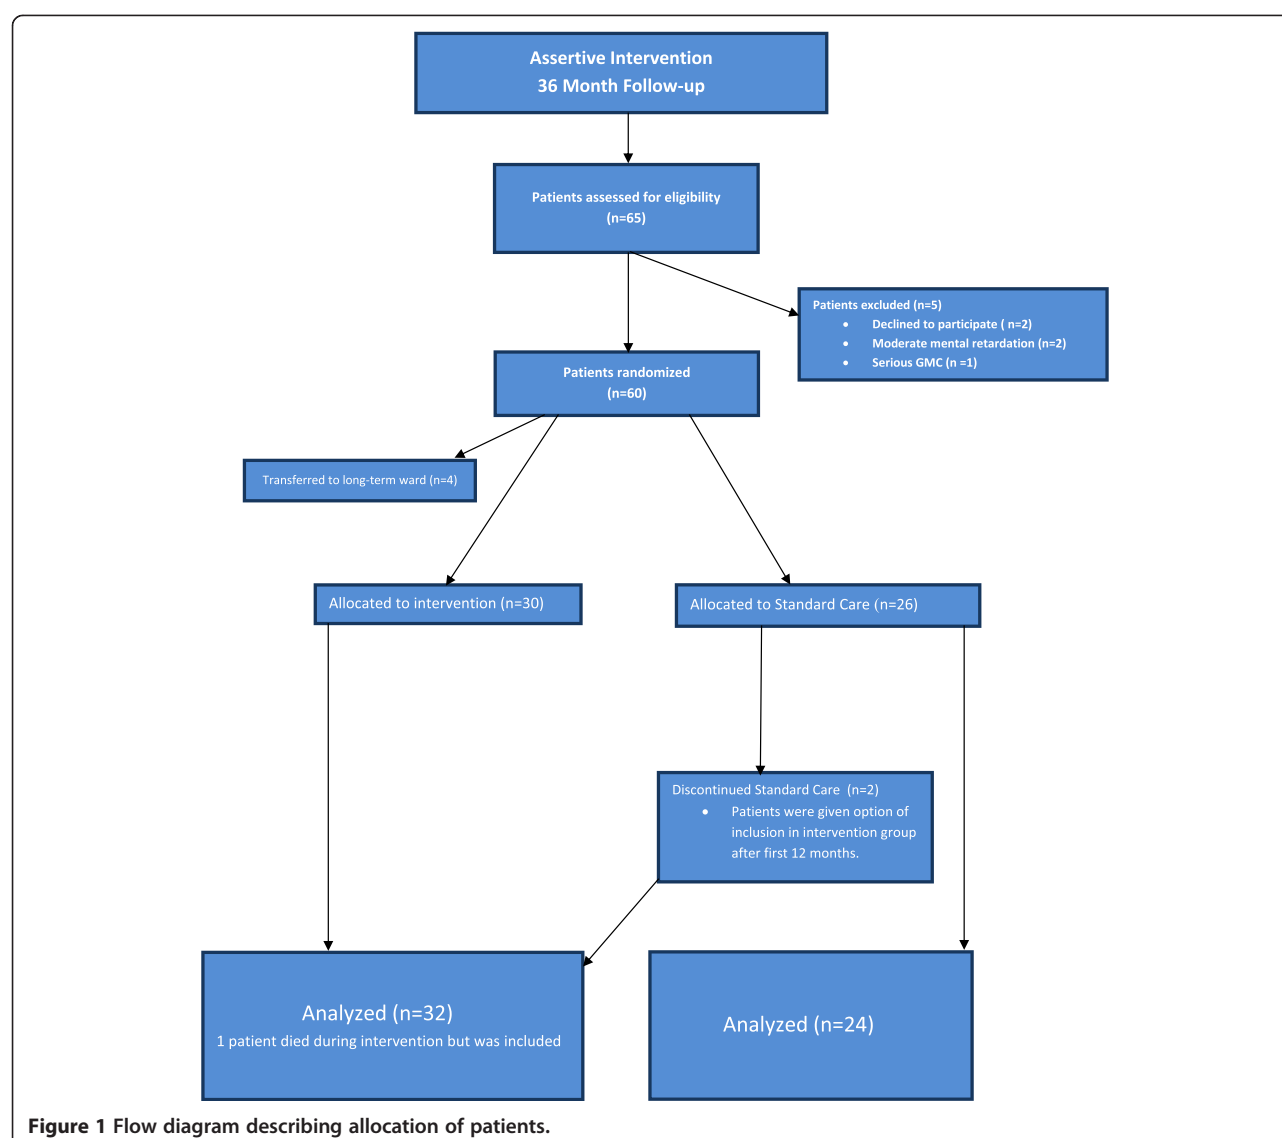 Assertive Intervention
36 Month Follow-up
Patients assessed for eligibility
(n=65)
Patients excluded (n=5)
• Declined to participate ( n=2)
• Moderate mental retardation (n=2)
• Serious GMC (n =1)
Patients randomized
(n=60)
Transferred to long-term ward (n=4)
Allocated to intervention (n=30)
Allocated to Standard Care (n=26)
Discontinued Standard Care (n=2)
• Patients were given option of
inclusion in intervention group
after first 12 months.
Analyzed (n=32)
1 patient died during intervention but was included
Analyzed (n=24)
Figure 1 Flow diagram describing allocation of patients.